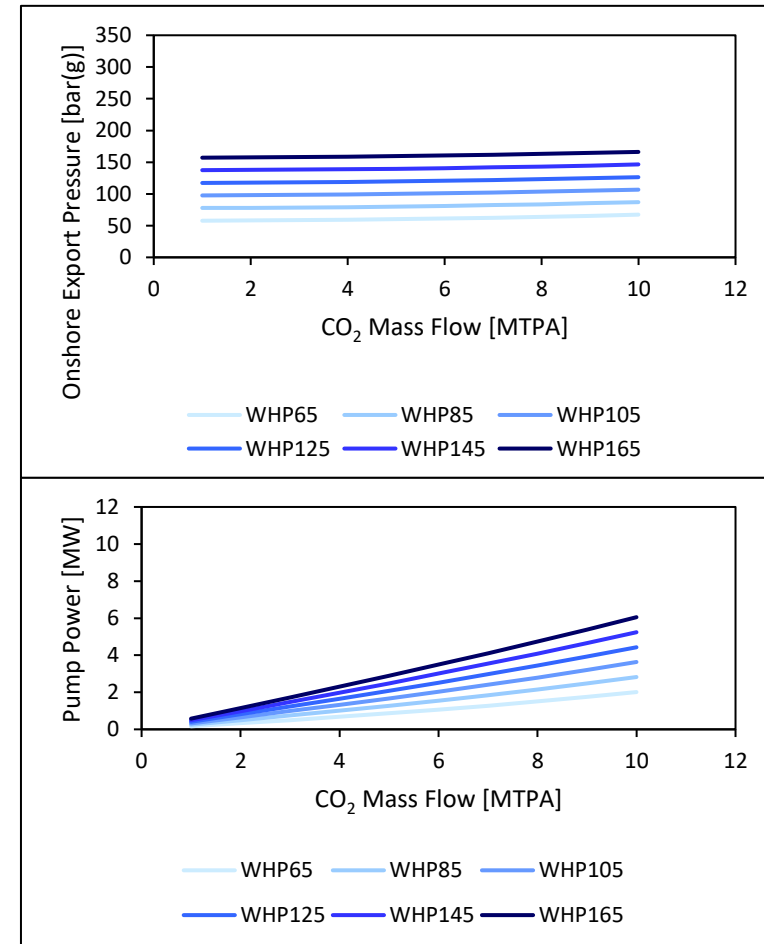 Onshore Export Pressure [bar(g)]
350
300
250
200
150
100
50
0
0 2 4 6 8 10 12
CO₂ Mass Flow [MTPA]
WHP65 WHP85 WHP105
WHP125 WHP145 WHP165
Pump Power [MW]
12
10
8
6
4
2
0
0 2 4 6 8 10 12
CO₂ Mass Flow [MTPA]
WHP65 WHP85 WHP105
WHP125 WHP145 WHP165